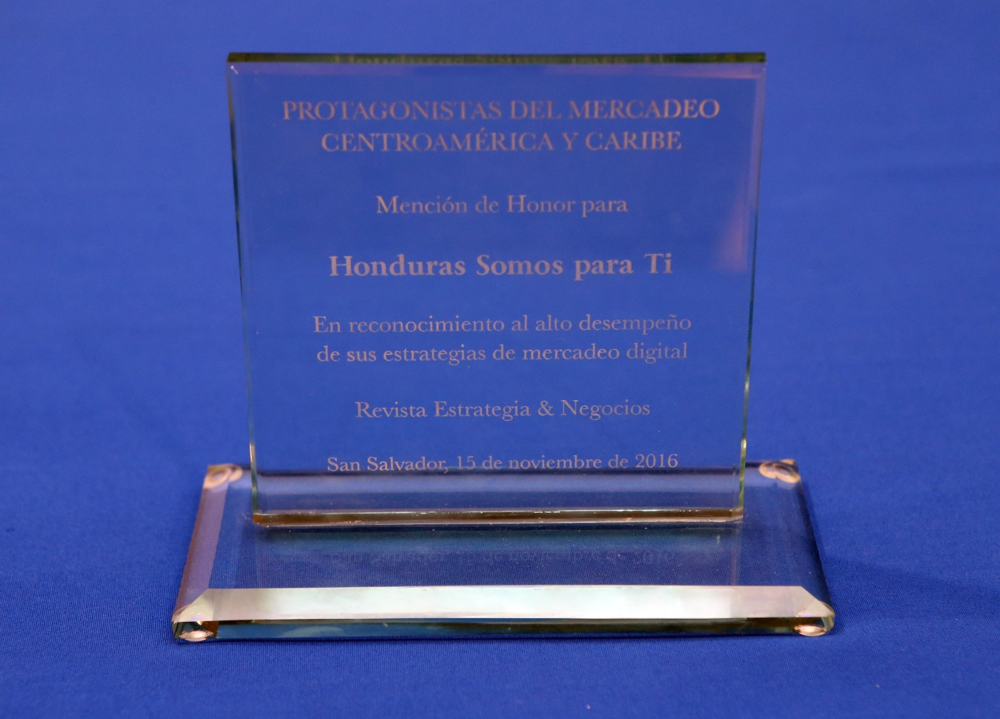 PROTAGONISTAS DEL MERCADEO
CENTROAMÉRICA Y CARIBE
Mención de Honor para
Honduras Somos para Ti
En reconocimiento al alto desempeño
de sus estrategias de mercadeo digital
Revista Estrategia & Negocios
San Salvador, 15 de noviembre de 2016